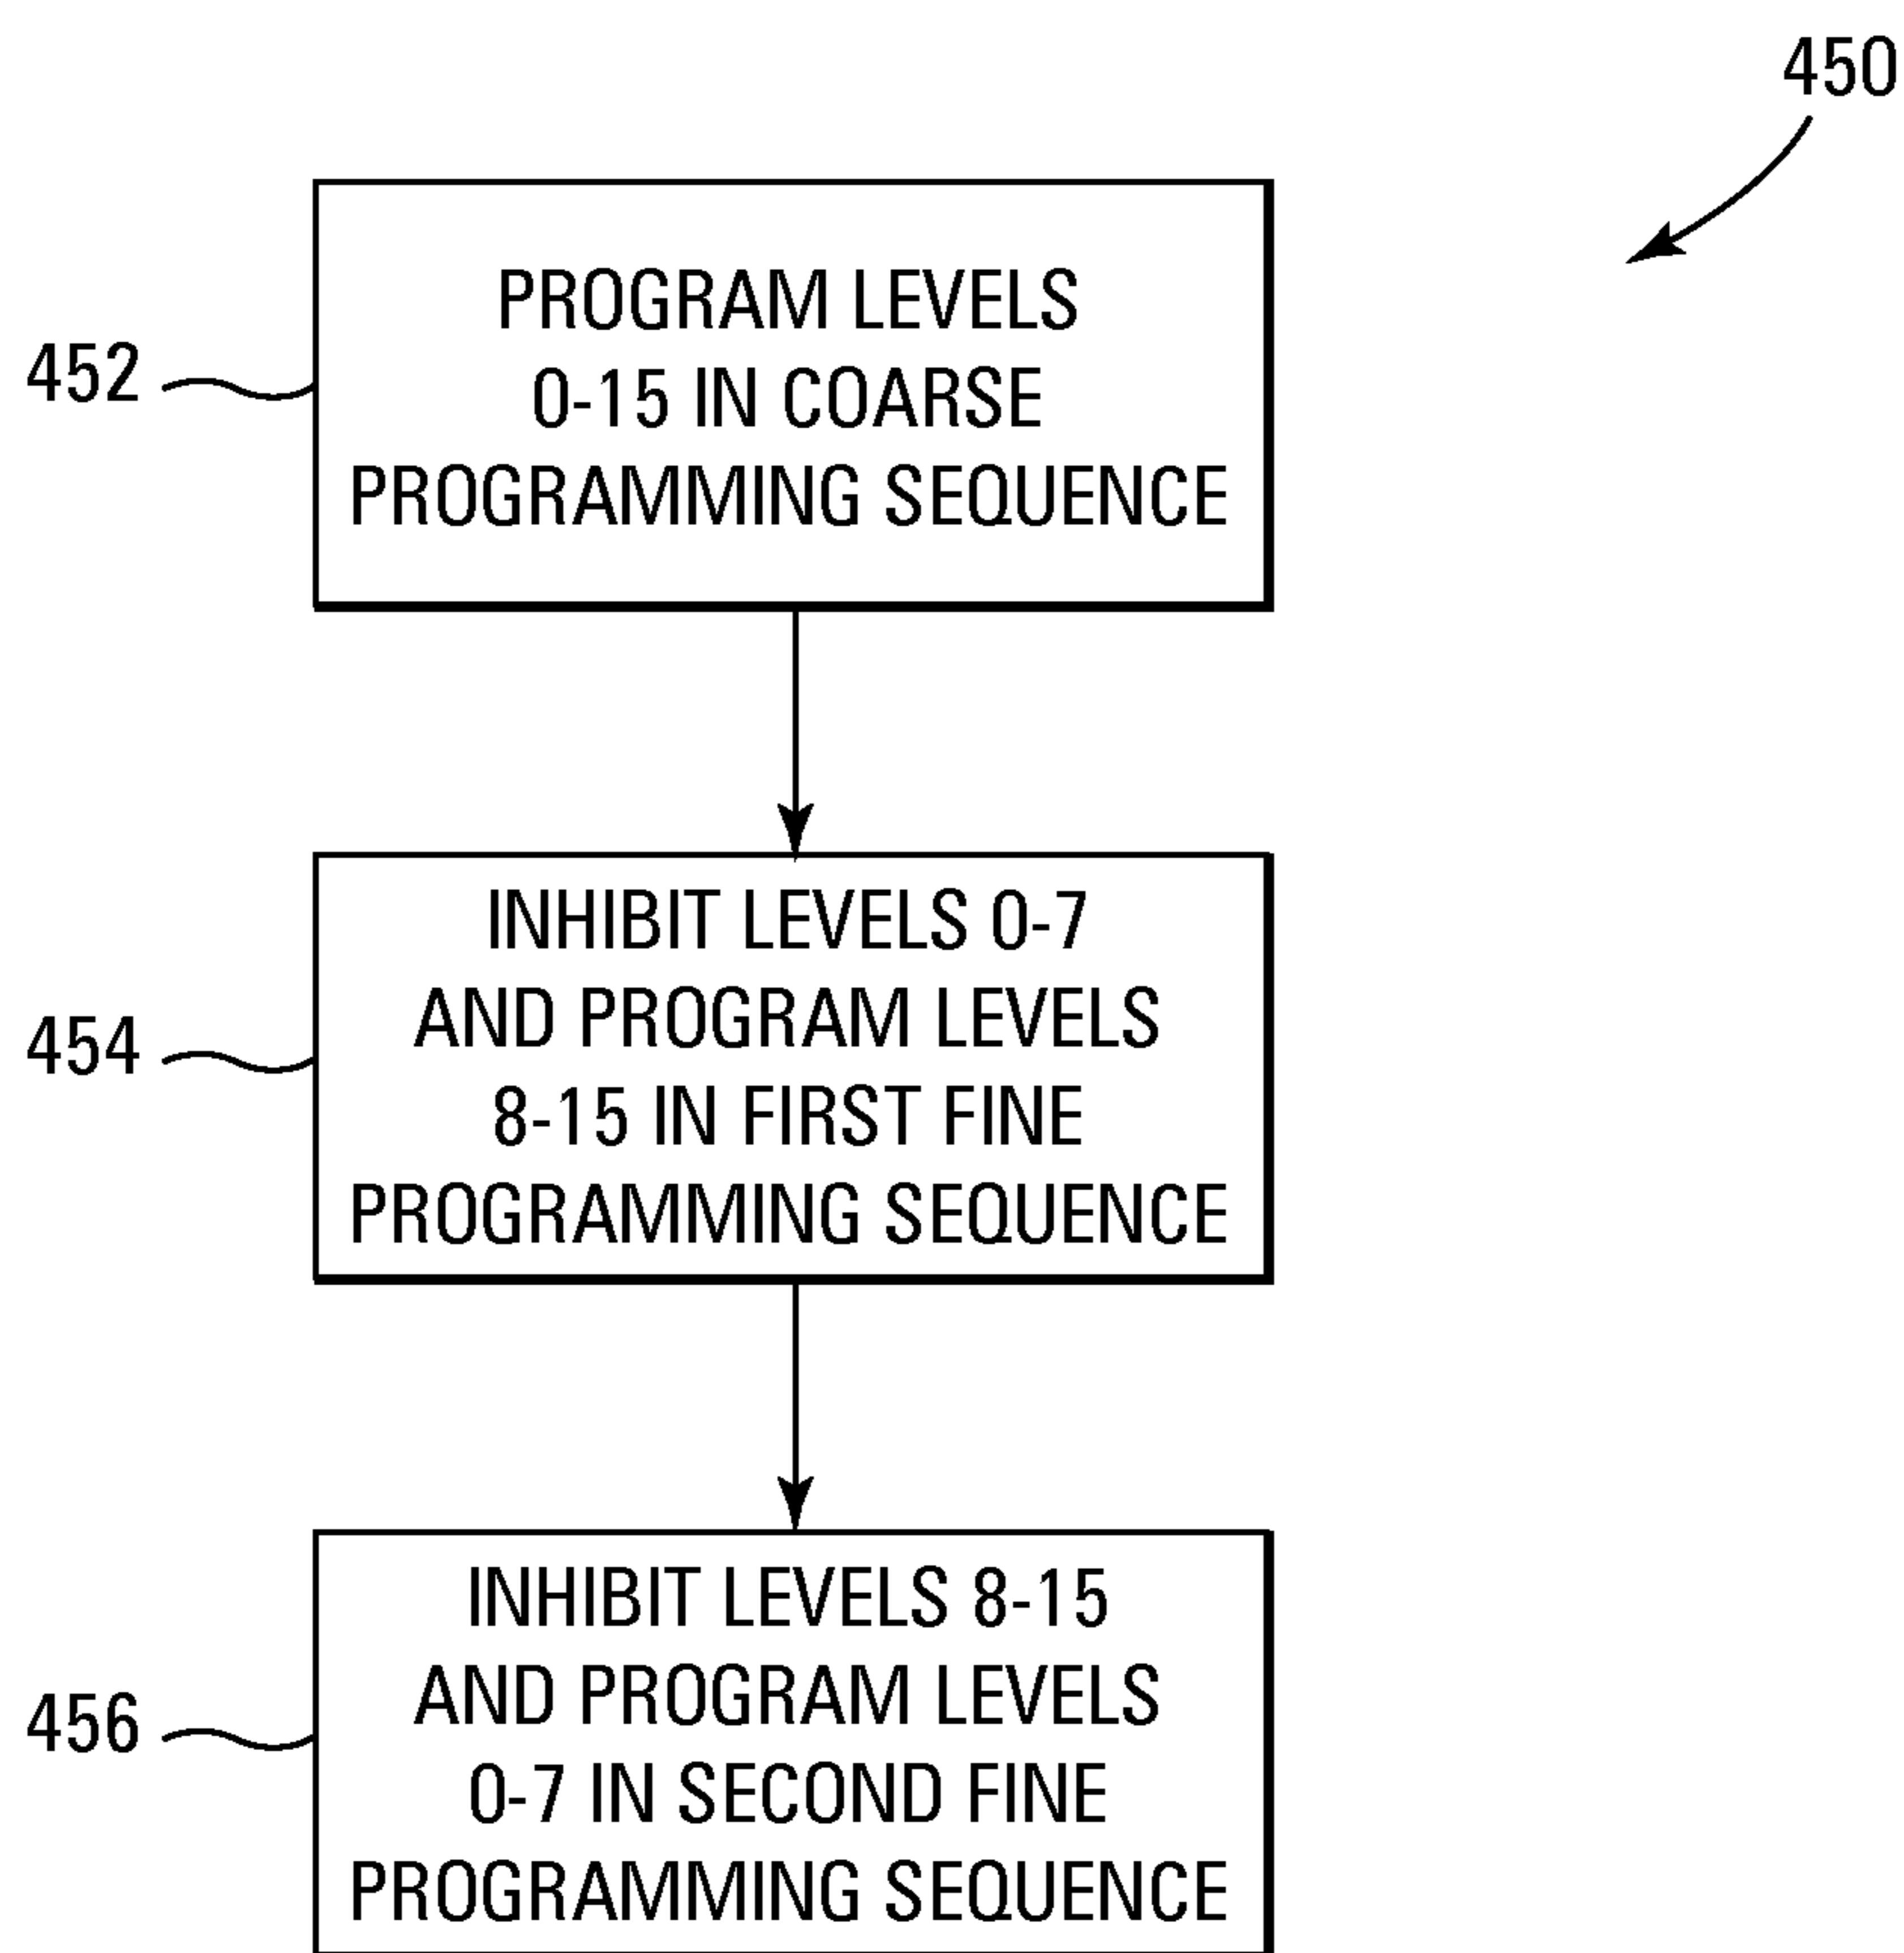 450
452
PROGRAM LEVELS
0-15 IN COARSE
PROGRAMMING SEQUENCE
454
INHIBIT LEVELS 0-7
AND PROGRAM LEVELS
8-15 IN FIRST FINE
PROGRAMMING SEQUENCE
456
INHIBIT LEVELS 8-15
AND PROGRAM LEVELS
0-7 IN SECOND FINE
PROGRAMMING SEQUENCE